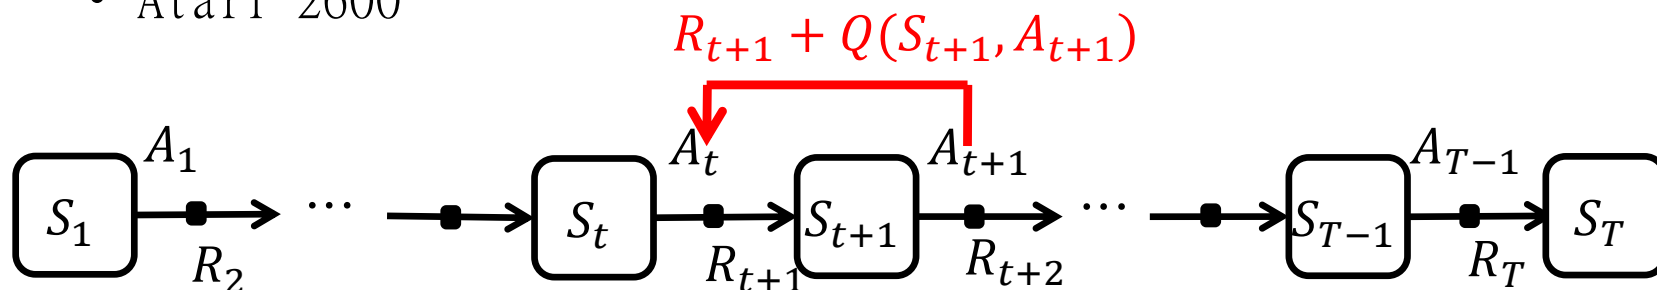 • Atari 2600
R_{t+1} + Q(S_{t+1}, A_{t+1})
A_1 A_t A_{t+1} A_{T-1}
S_1 ... S_t S_{t+1} ... S_{T-1} S_T
R_2 R_{t+1} R_{t+2} R_T